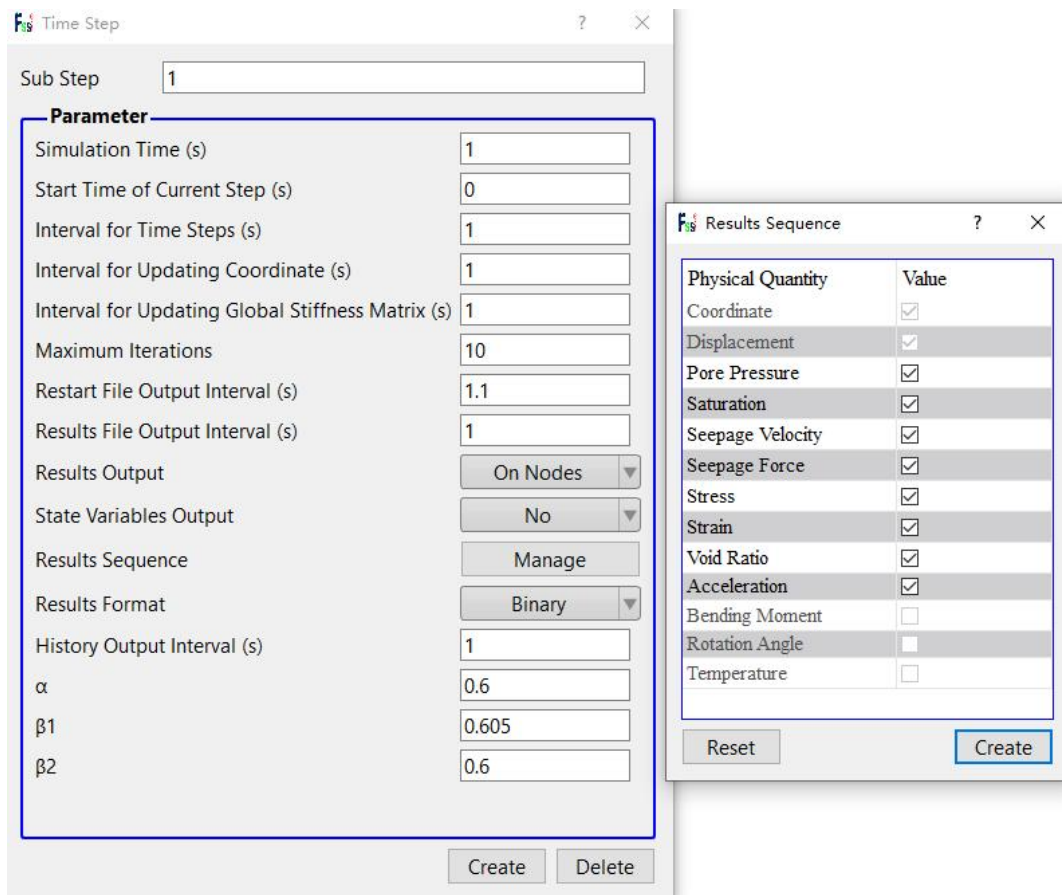 Time Step ? ×
Sub Step 1
Parameter
Simulation Time (s) 1
Start Time of Current Step (s) 0
Interval for Time Steps (s) 1
Interval for Updating Coordinate (s) 1
Interval for Updating Global Stiffness Matrix (s) 1
Maximum Iterations 10
Restart File Output Interval (s) 1.1
Results File Output Interval (s) 1
Results Output On Nodes
State Variables Output No
Results Sequence Manage
Results Format Binary
History Output Interval (s) 1
α 0.6
β1 0.605
β2 0.6
Create Delete
Results Sequence ? ×
Physical Quantity Value
Coordinate
Displacement
Pore Pressure
Saturation
Seepage Velocity
Seepage Force
Stress
Strain
Void Ratio
Acceleration
Bending Moment
Rotation Angle
Temperature
Reset Create